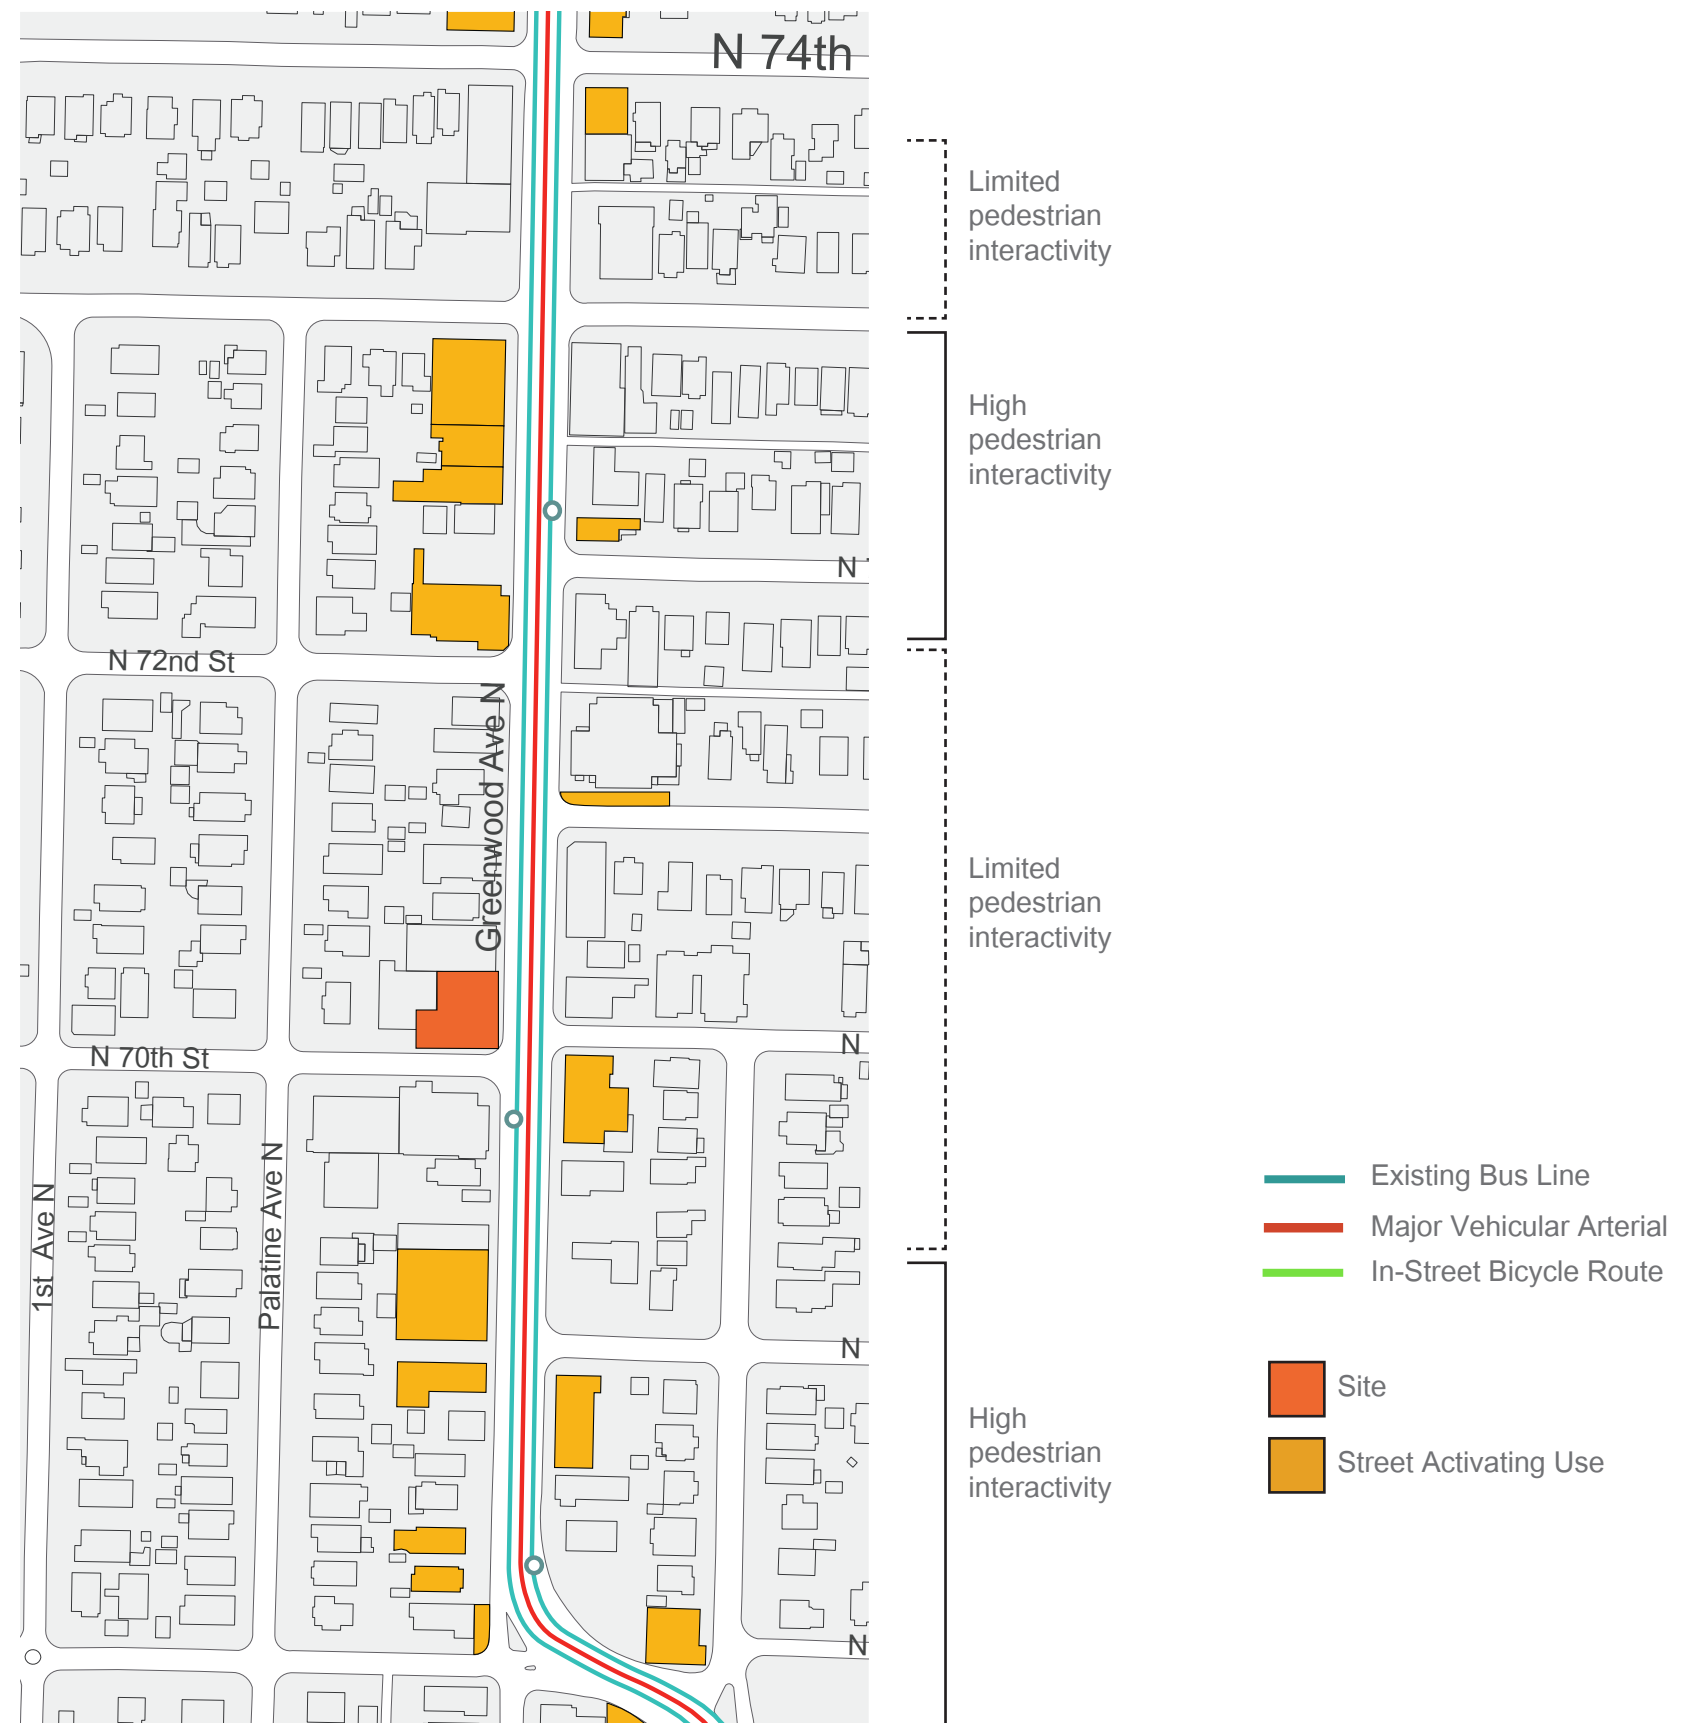 N 74th
Limited
pedestrian
interactivity
High
pedestrian
interactivity
N
N 72nd St
Greenwood Ave N
Limited
pedestrian
interactivity
N
N 70th St
1st Ave N
Palatine Ave N
Existing Bus Line
Major Vehicular Arterial
In-Street Bicycle Route
N
Site
Street Activating Use
High
pedestrian
interactivity
N